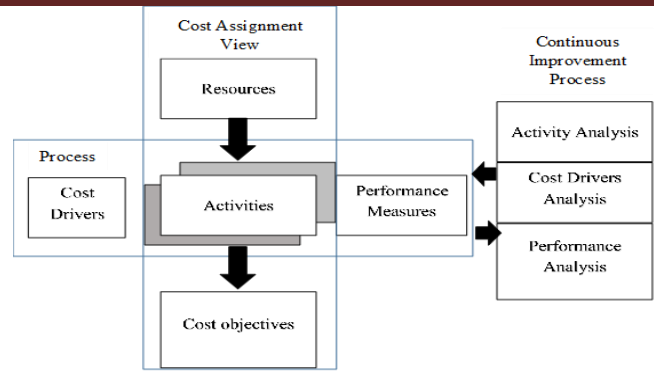 Cost Assignment
View
Continuous
Improvement
Process
Resources
Activity Analysis
Process
Cost
Drivers
Activities
Performance
Measures
Cost Drivers
Analysis
Performance
Analysis
Cost objectives